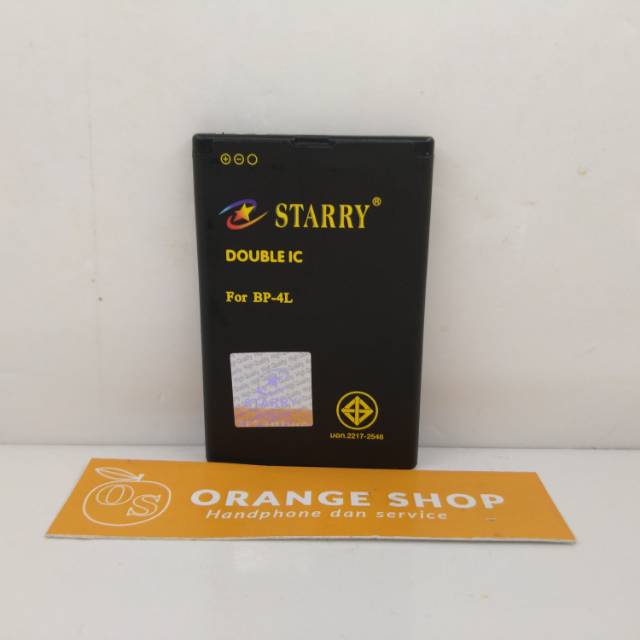 STARRY®
DOUBLE IC
For BP-4L
STARRY
มอก.2217-2548
OS
ORANGE SHOP
Handphone dan service